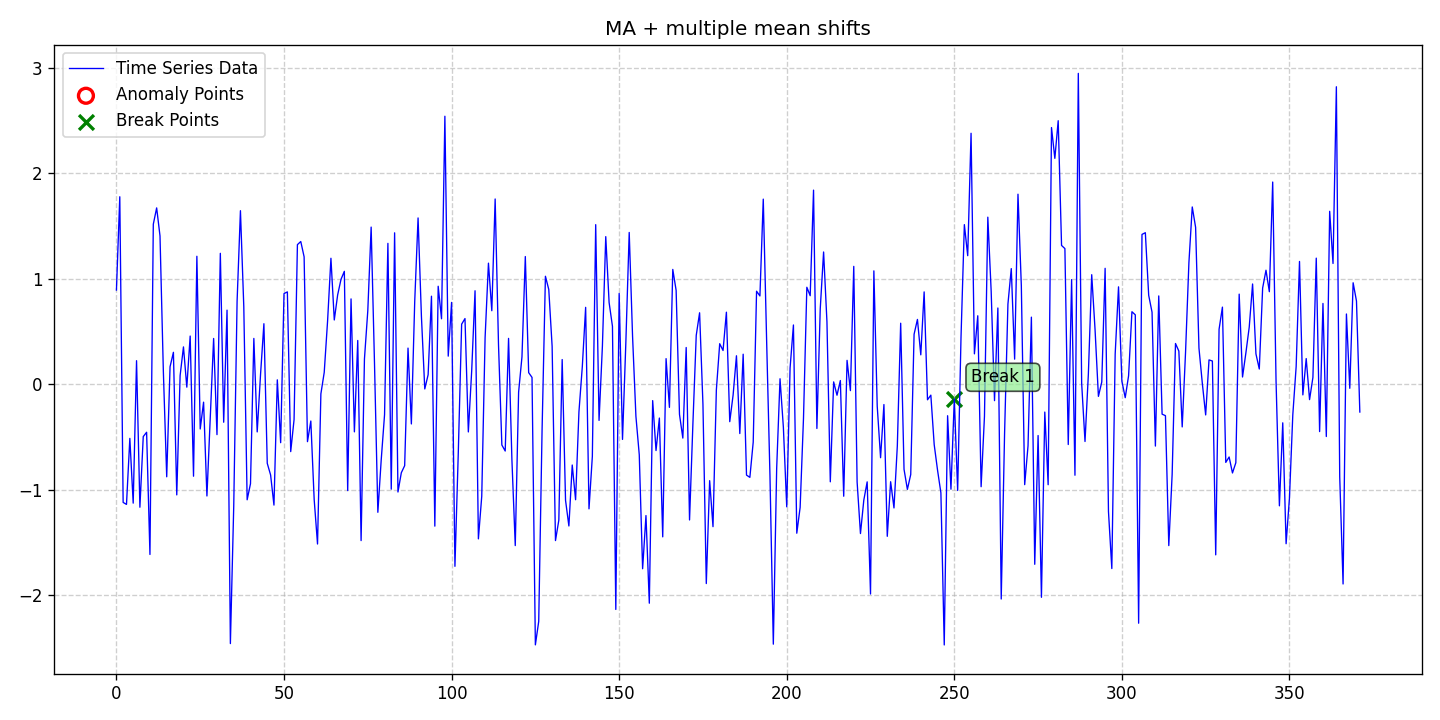 MA + multiple mean shifts
Time Series Data
Anomaly Points
Break Points
Break 1
3
2
1
0
−1
−2
0 50 100 150 200 250 300 350